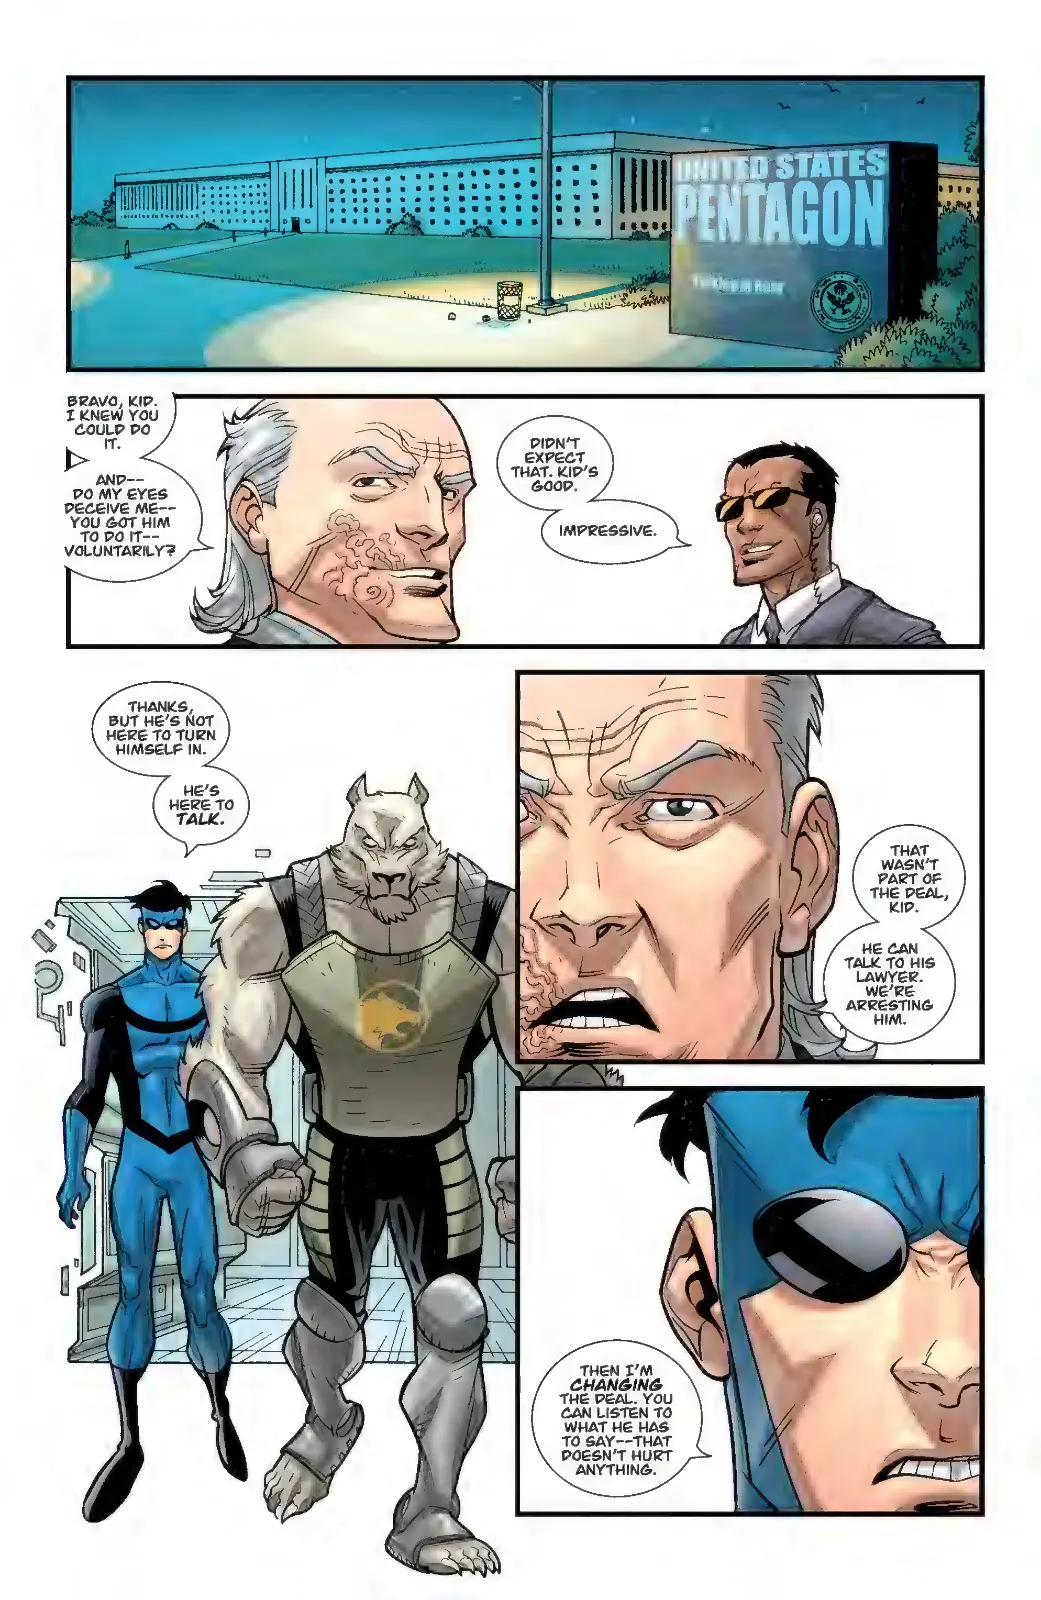 UNITED STATES
PENTAGON
BRAVO, KID.
I KNEW YOU
COULD DO
IT.
AND--
DO MY EYES
DECEIVE ME--
YOU GOT HIM
TO DO IT--
VOLUNTARILY?
DIDN'T
EXPECT
THAT. KID'S
GOOD.
IMPRESSIVE.
THANKS,
BUT HE'S NOT
HERE TO TURN
HIMSELF IN.
HE'S
HERE TO
TALK.
THAT
WASN'T
PART OF
THE DEAL,
KID.
HE CAN
TALK TO HIS
LAWYER.
WE'RE
ARRESTING
HIM.
THEN I'M
CHANGING
THE DEAL. YOU
CAN LISTEN TO
WHAT HE HAS
TO SAY--THAT
DOESN'T HURT
ANYTHING.